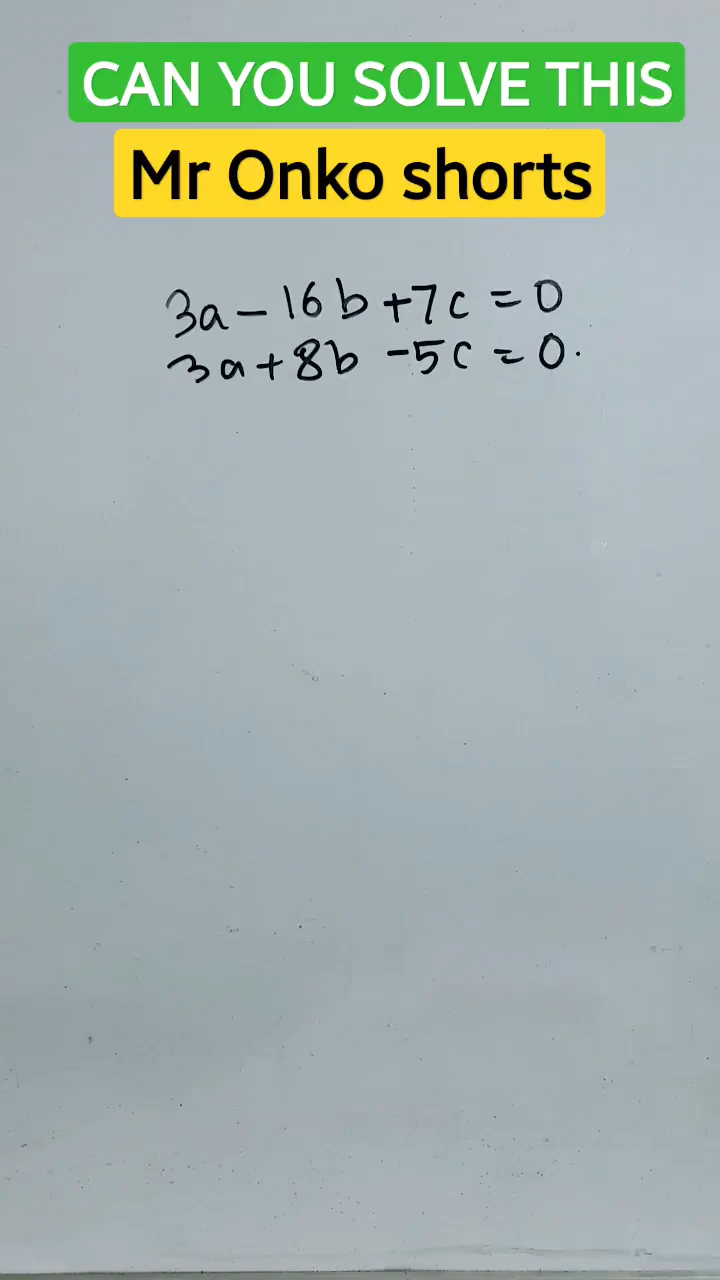 CAN YOU SOLVE THIS
Mr Onko shorts
3a - 16b + 7c = 0
3a + 8b - 5c = 0.